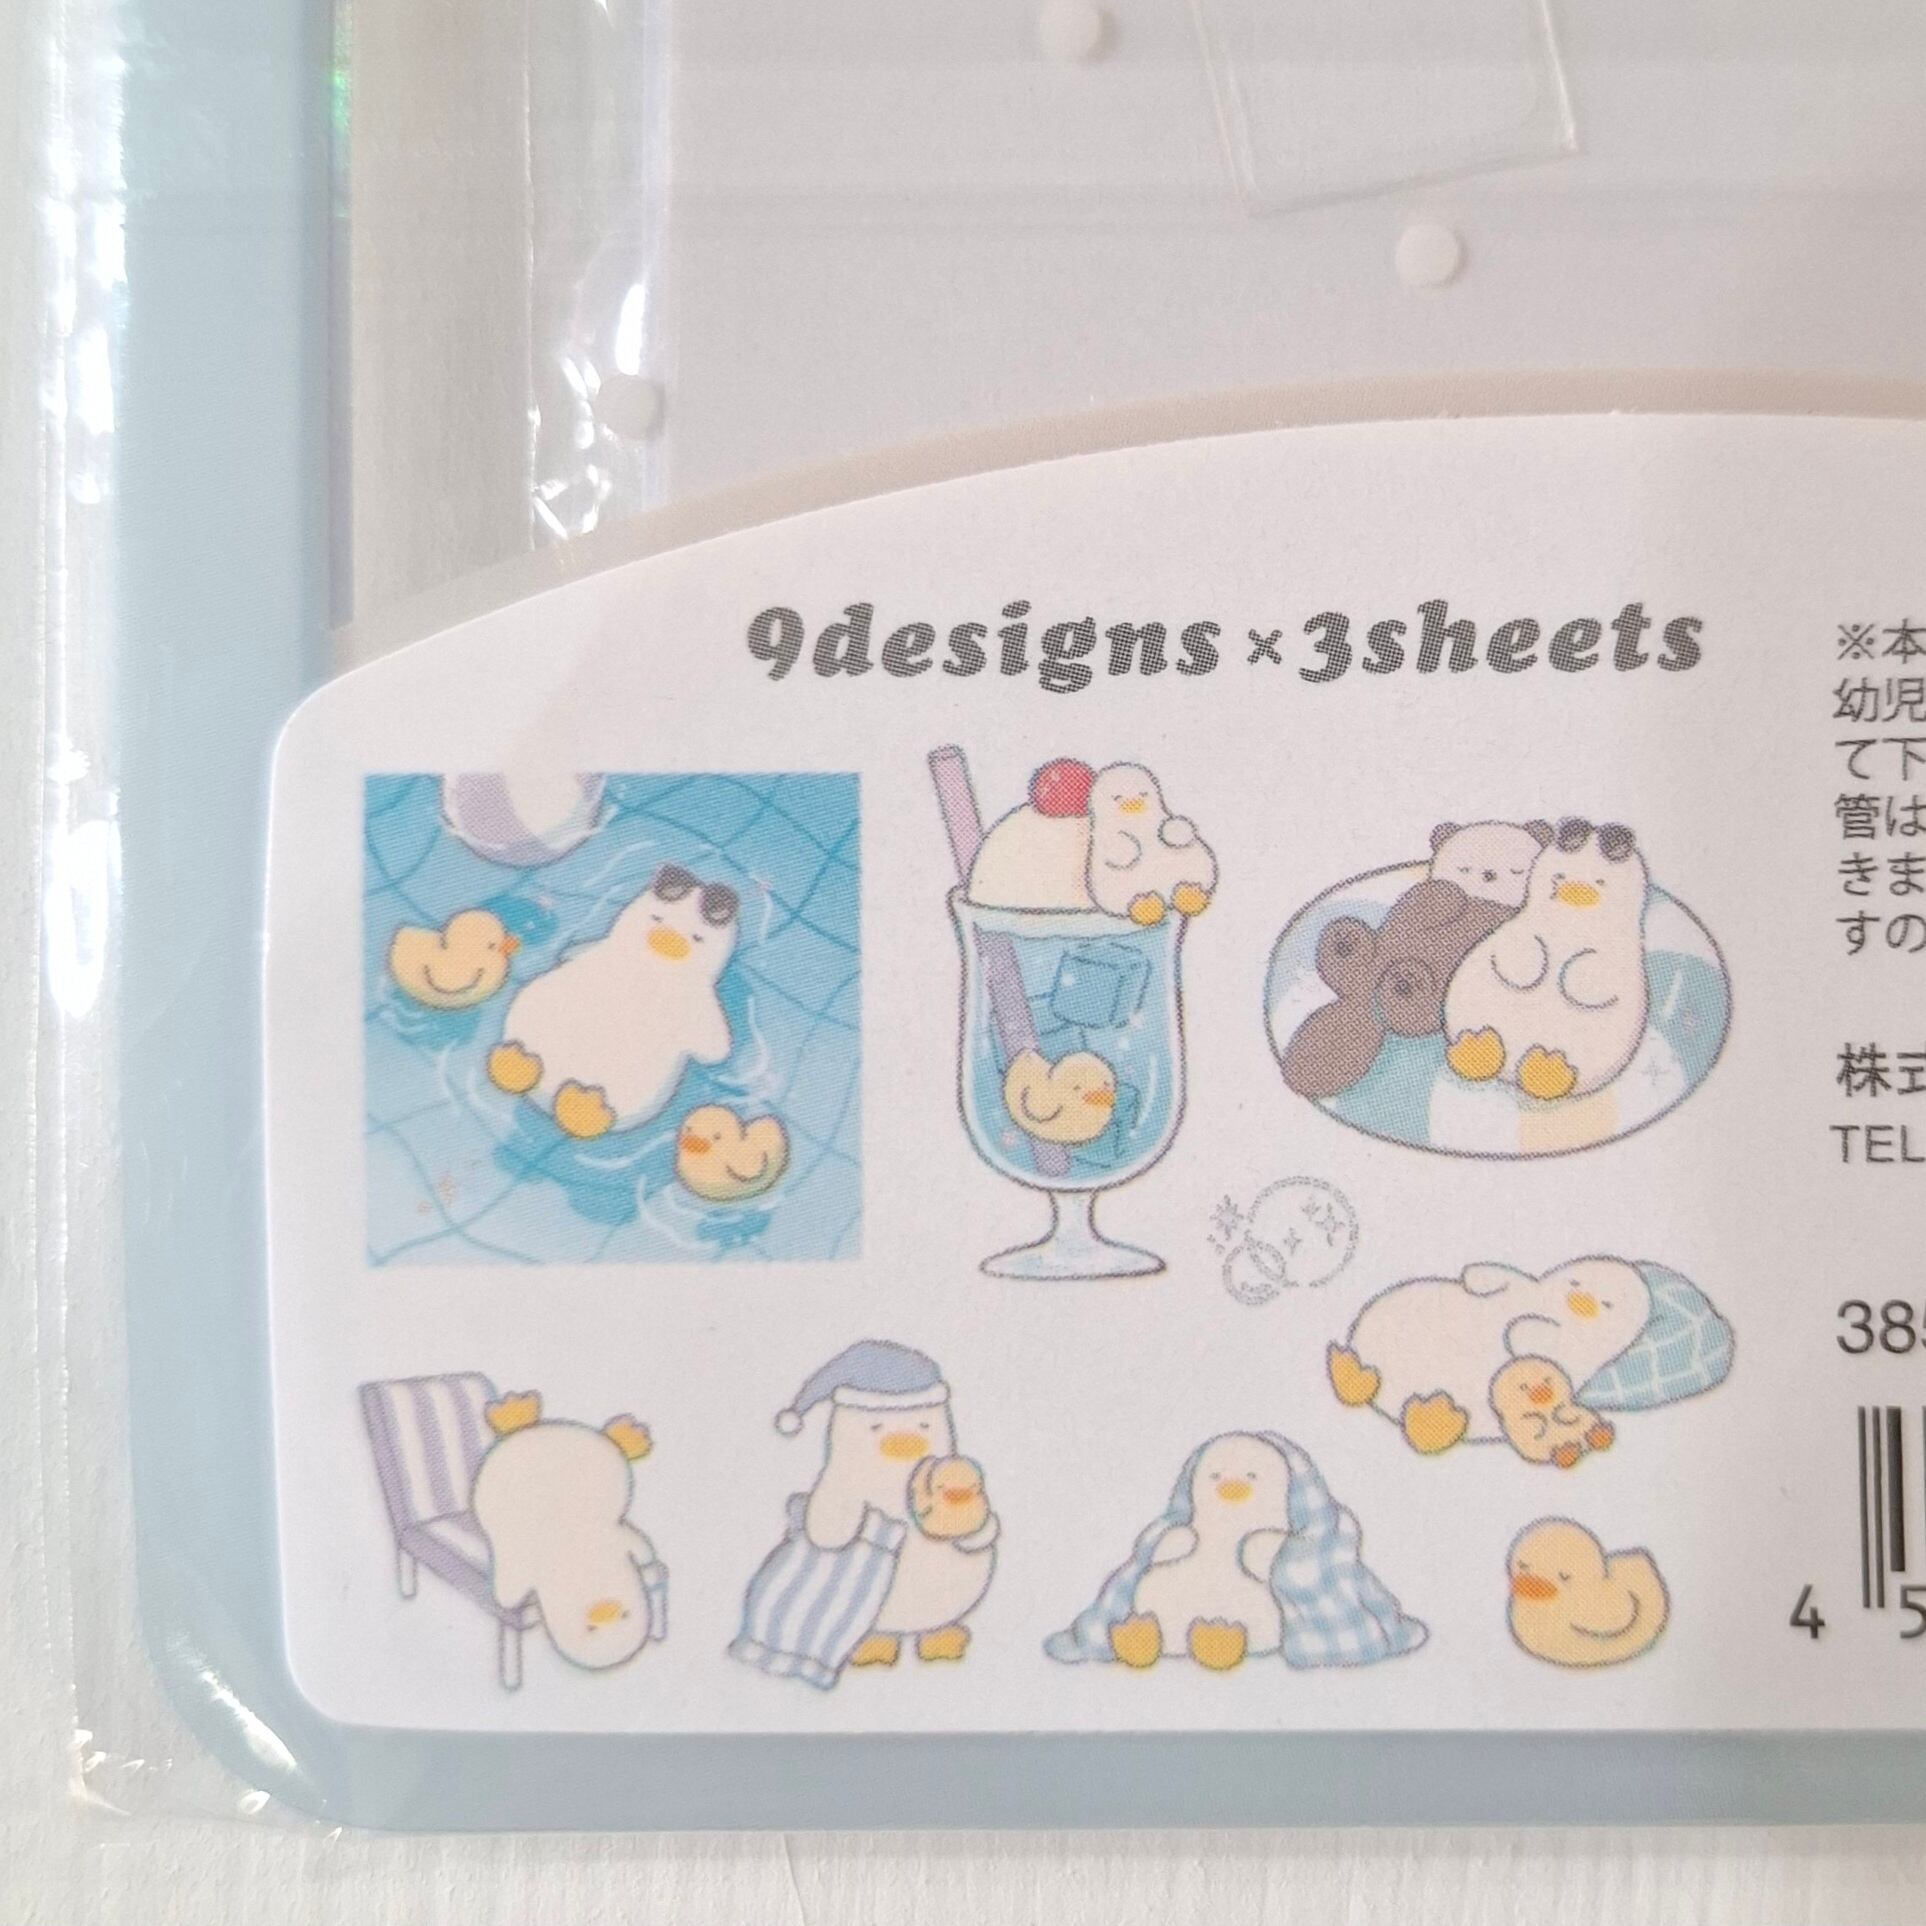 9designs×3sheets
※本
幼児
て下
管は
きま
すの
株式
TEL
385
4 5